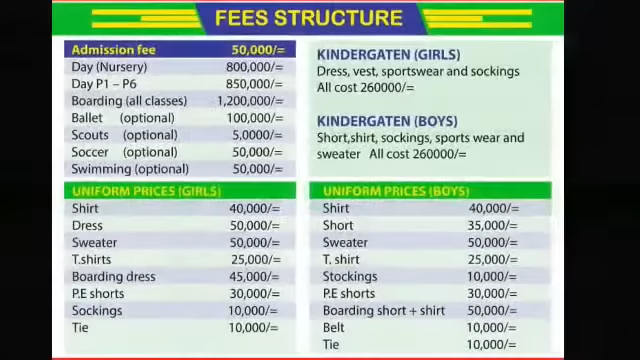 FEES STRUCTURE
Admission fee 50,000/=
Day (Nursery) 800,000/=
Day P1 – P6 850,000/=
Boarding (all classes) 1,200,000/=
Ballet (optional) 100,000/=
Scouts (optional) 5,0000/=
Soccer (optional) 50,000/=
Swimming (optional) 50,000/=
KINDERGATEN (GIRLS)
Dress, vest, sportswear and sockings
All cost 260000/=
KINDERGATEN (BOYS)
Short,shirt, sockings, sports wear and
sweater All cost 260000/=
UNIFORM PRICES (GIRLS)
Shirt 40,000/=
Dress 50,000/=
Sweater 50,000/=
T.shirts 25,000/=
Boarding dress 45,000/=
P.E shorts 30,000/=
Sockings 10,000/=
Tie 10,000/=
UNIFORM PRICES (BOYS)
Shirt 40,000/=
Short 35,000/=
Sweater 50,000/=
T. shirt 25,000/=
Stockings 10,000/=
P.E shorts 30,000/=
Boarding short + shirt 50,000/=
Belt 10,000/=
Tie 10,000/=